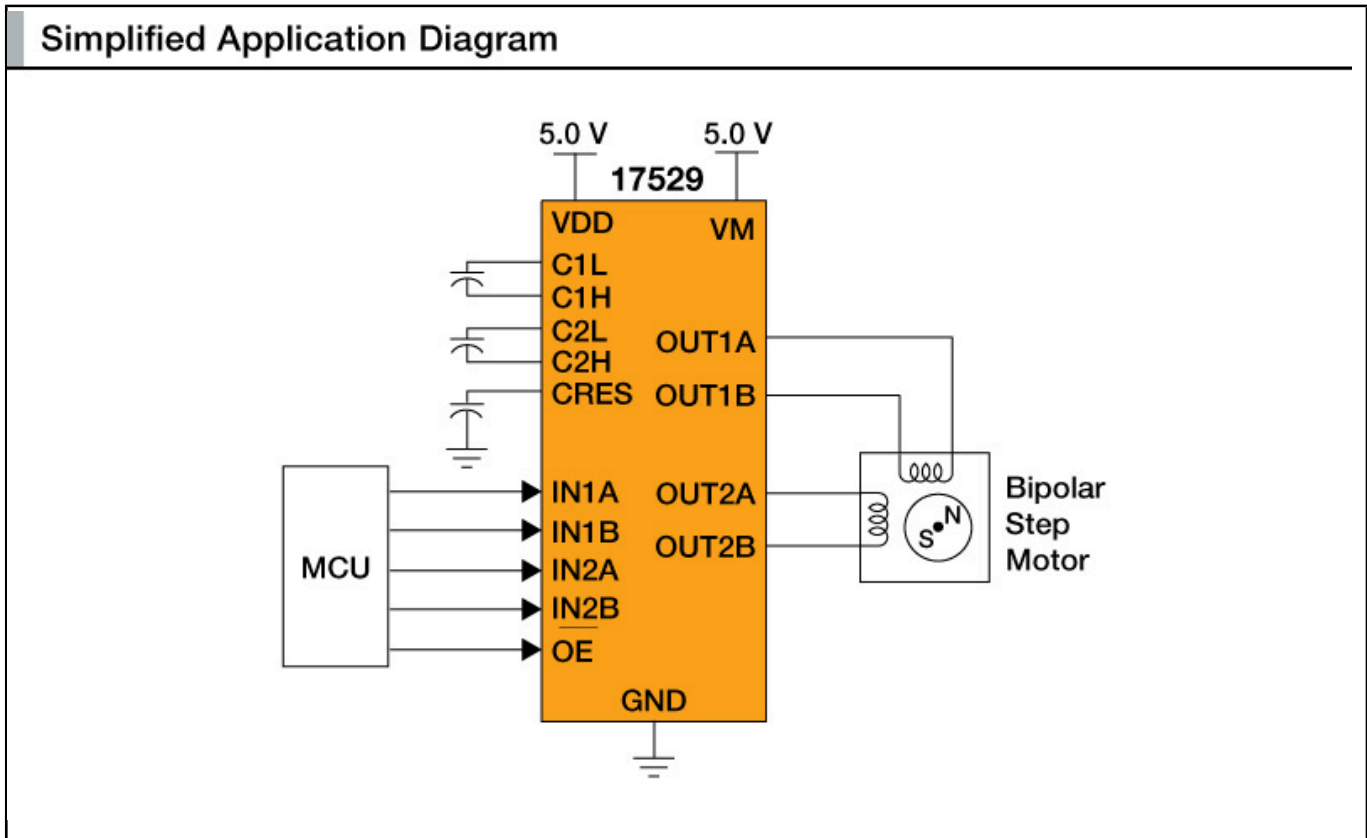 Simplified Application Diagram
5.0 V
5.0 V
17529
VDD
VM
C1L
C1H
C2L
C2H
CRES
OUT1A
OUT1B
IN1A
IN1B
IN2A
IN2B
OE
OUT2A
OUT2B
GND
MCU
S
N
Bipolar
Step
Motor